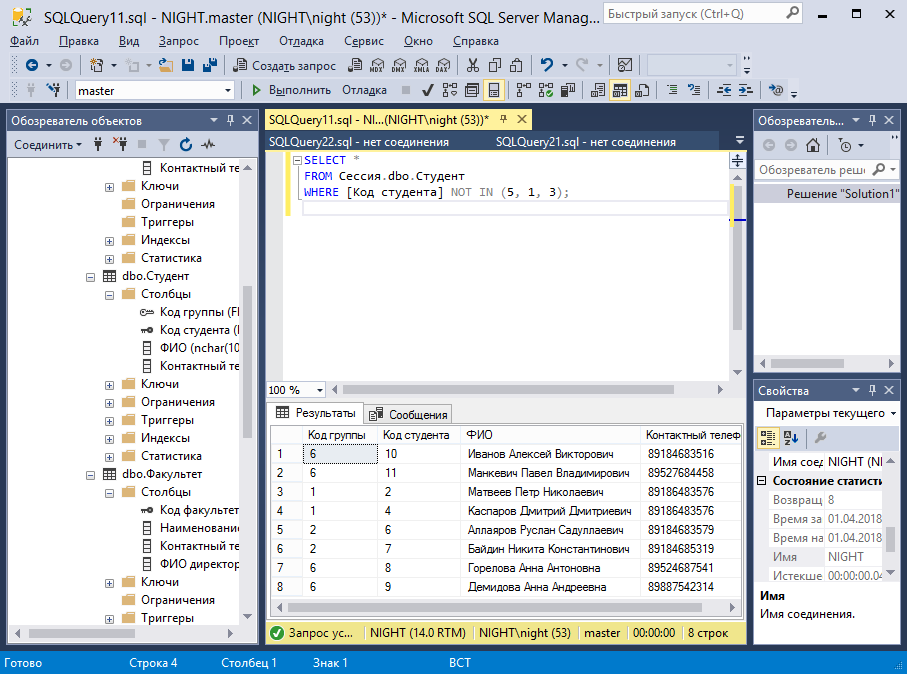 SQLQuery11.sql - NIGHT.master (NIGHT\night (53))* - Microsoft SQL Server Manag...
Быстрый запуск (Ctrl+Q)
Файл Правка Вид Запрос Проект Отладка Сервис Окно Справка
Создать запрос MDX DMX XMLA DAX
master Выполнить Отладка
Обозреватель объектов
Соединить
Контактный те
Ключи
Ограничения
Триггеры
Индексы
Статистика
dbo.Студент
Столбцы
Код группы (F
Код студента (
ФИО (nchar(10
Контактный те
Ключи
Ограничения
Триггеры
Индексы
Статистика
dbo.Факультет
Столбцы
Код факультет
Наименовани
Контактный те
ФИО директор
Ключи
Ограничения
Триггеры
SQLQuery11.sql - NI...(NIGHT\night (53))*
SQLQuery22.sql - нет соединения SQLQuery21.sql - нет соединения
SELECT *
FROM Сессия.dbo.Студент
WHERE [Код студента] NOT IN (5, 1, 3);
100 %
Результаты Сообщения
Код группы Код студента ФИО Контактный телеф
1 6 10 Иванов Алексей Викторович 89184683516
2 6 11 Манкевич Павел Владимирович 89527684458
3 1 2 Матвеев Петр Николаевич 89186483576
4 1 4 Каспаров Дмитрий Дмитриевич 89186483576
5 2 6 Аллаяров Руслан Садуллаевич 89184683579
6 2 7 Байдин Никита Константинович 89184685319
7 6 8 Горелова Анна Антоновна 89524687541
8 6 9 Демидова Анна Андреевна 89887542314
Запрос ус... NIGHT (14.0 RTM) NIGHT\night (53) master 00:00:00 8 строк
Обозреватель...
Обозреватель реше
Решение "Solution1"
Свойства
Параметры текущего
Имя соед NIGHT (NI
Состояние статисти
Возвращ 8
Время за 01.04.2018
Время на 01.04.2018
Имя NIGHT
Истекше 00:00:00.04
Имя
Имя соединения.
Готово Строка 4 Столбец 1 Знак 1 ВСТ